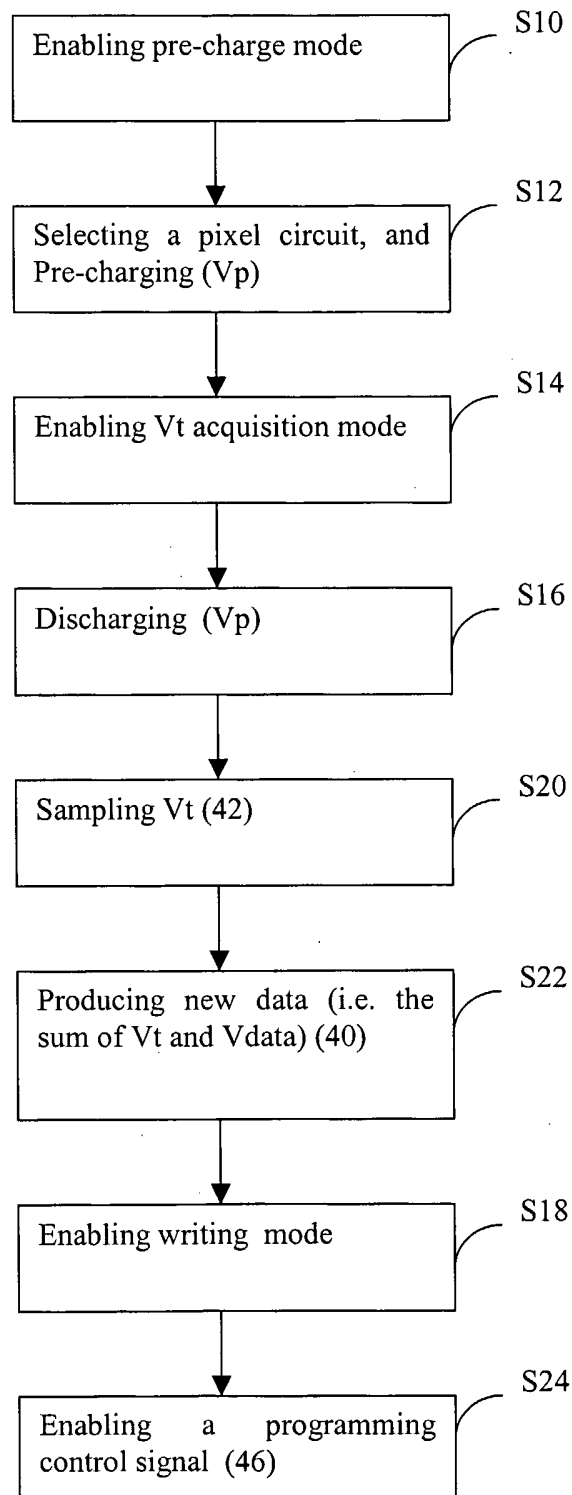 S10
Enabling pre-charge mode
S12
Selecting a pixel circuit, and
Pre-charging (Vp)
S14
Enabling Vt acquisition mode
S16
Discharging (Vp)
S20
Sampling Vt (42)
S22
Producing new data (i.e. the
sum of Vt and Vdata) (40)
S18
Enabling writing mode
S24
Enabling a programming
control signal (46)